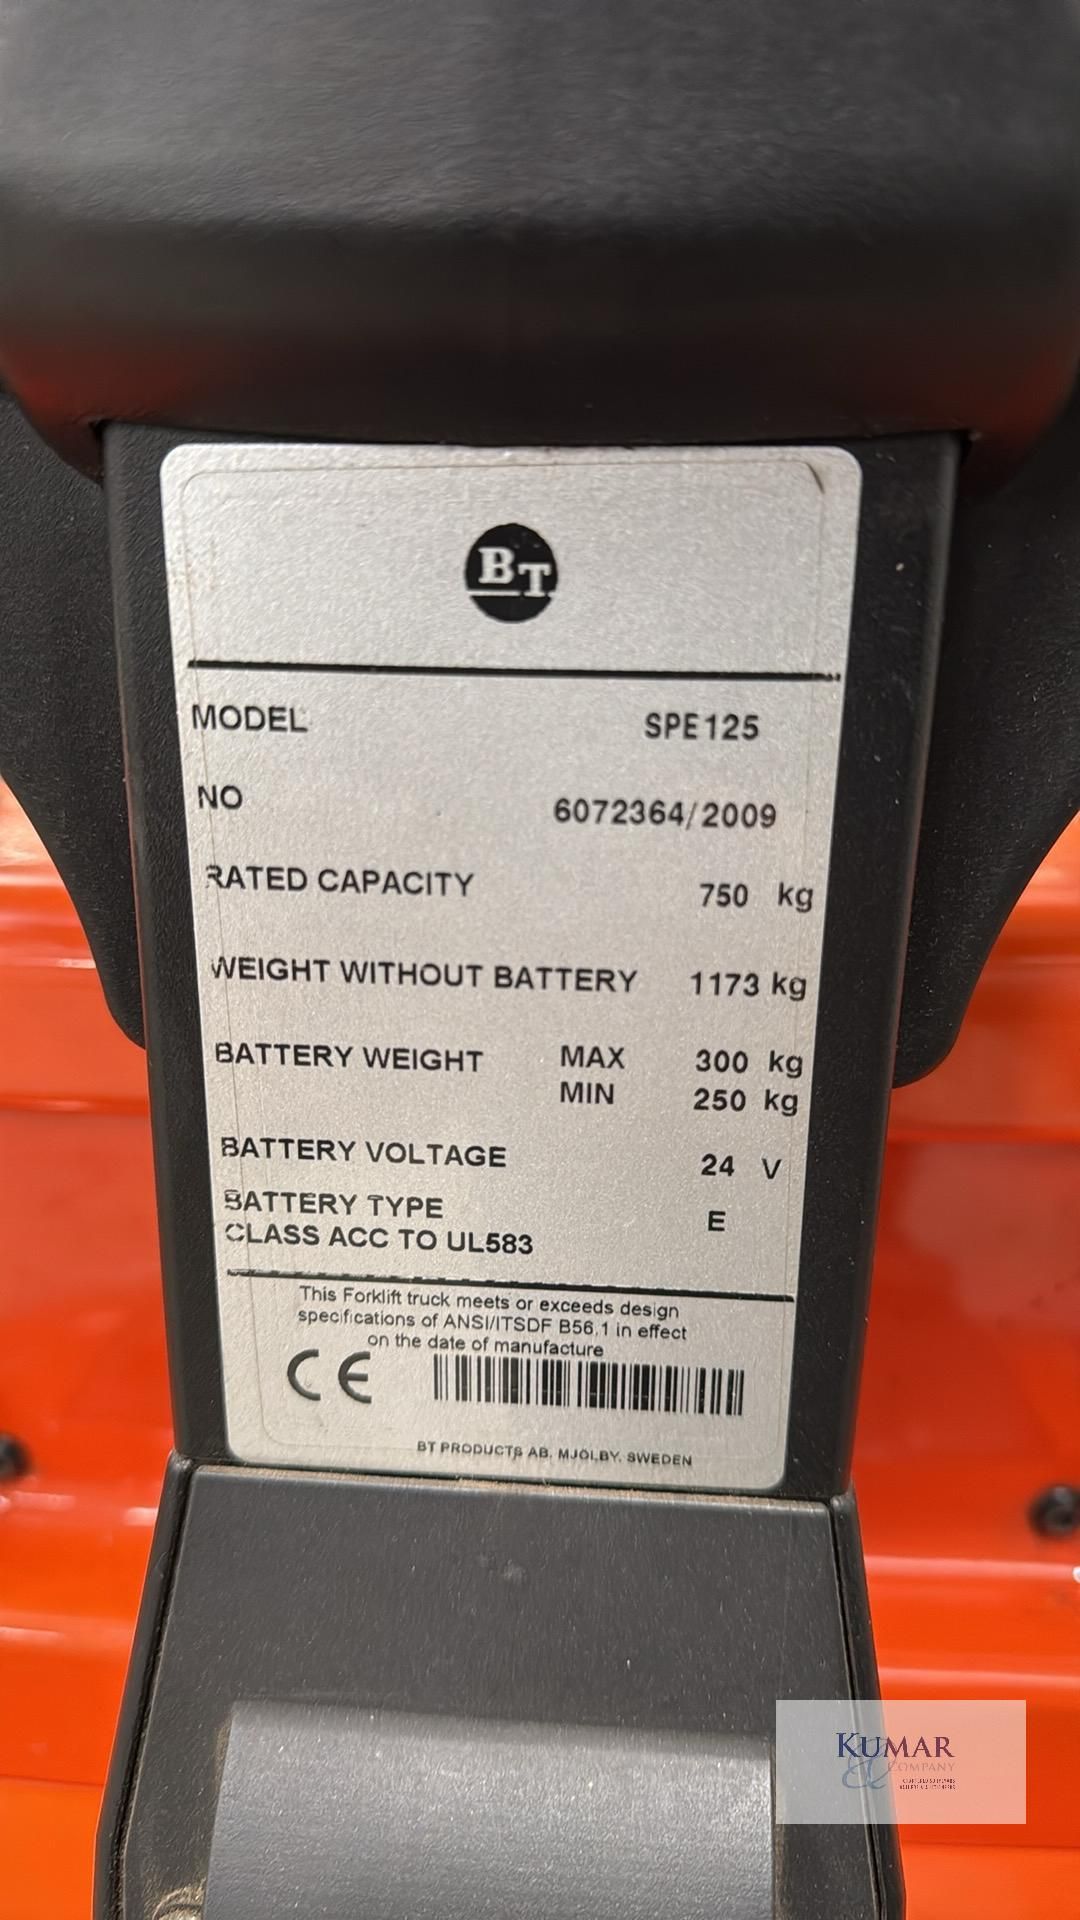 BT
MODEL SPE125
NO 6072364/2009
RATED CAPACITY 750 kg
WEIGHT WITHOUT BATTERY 1173 kg
BATTERY WEIGHT MAX 300 kg
MIN 250 kg
BATTERY VOLTAGE 24 V
BATTERY TYPE
CLASS ACC TO UL583 E
This Forklift truck meets or exceeds design
specifications of ANSI/ITSDF B56.1 in effect
on the date of manufacture
CE
BT PRODUCTS AB. MJÖLBY. SWEDEN
KUMAR
& COMPANY